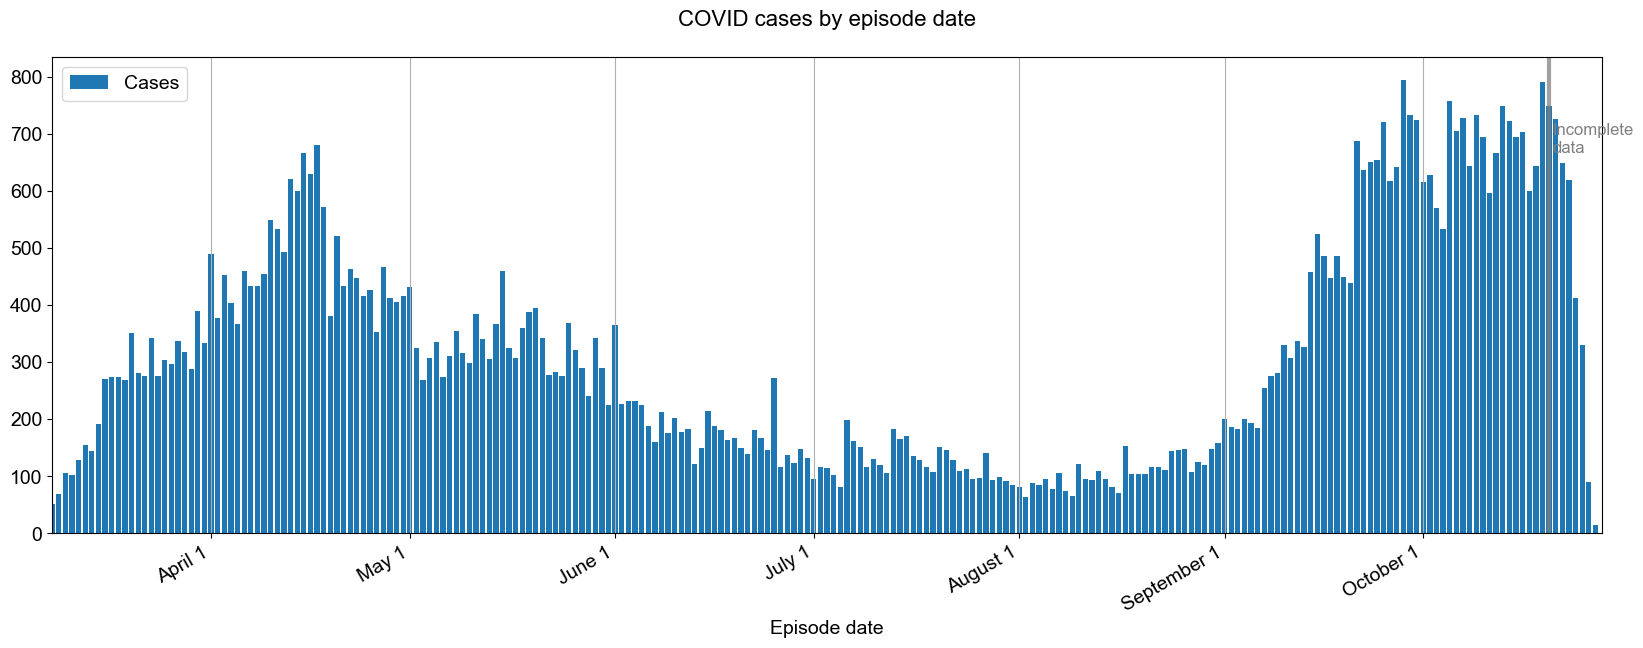 COVID cases by episode date
Cases
800
700
600
500
400
300
200
100
0
Incomplete
data
April 1
May 1
June 1
July 1
August 1
September 1
October 1
Episode date